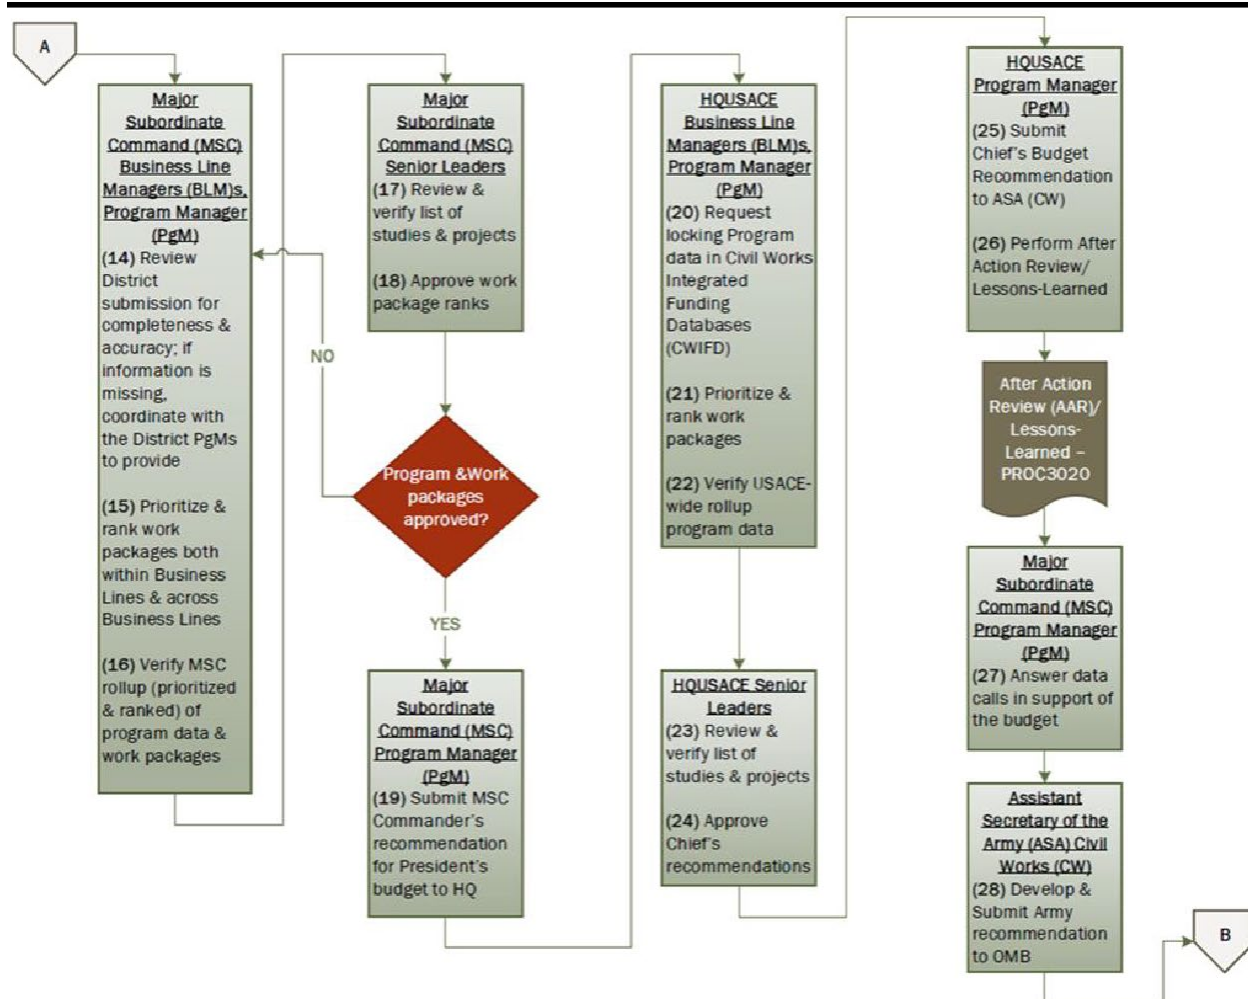 A
Major
Subordinate
Command (MSC)
Business Line
Managers (BLM)s,
Program Manager
(PgM)
(14) Review
District
submission for
completeness &
accuracy; if
information is
missing,
coordinate with
the District PgMs
to provide
(15) Prioritize &
rank work
packages both
within Business
Lines & across
Business Lines
(16) Verify MSC
rollup (prioritized
& ranked) of
program data &
work packages
Major
Subordinate
Command (MSC)
Senior Leaders
(17) Review &
verify list of
studies & projects
(18) Approve work
package ranks
NO
Program &Work
packages
approved?
YES
Major
Subordinate
Command (MSC)
Program Manager
(PgM)
(19) Submit MSC
Commander's
recommendation
for President's
budget to HQ
HQUSACE
Business Line
Managers (BLM)s,
Program Manager
(PgM)
(20) Request
locking Program
data in Civil Works
Integrated
Funding
Databases
(CWIFD)
(21) Prioritize &
rank work
packages
(22) Verify USACE-
wide rollup
program data
HQUSACE Senior
Leaders
(23) Review &
verify list of
studies & projects
(24) Approve
Chief's
recommendations
HQUSACE
Program Manager
(PgM)
(25) Submit
Chief's Budget
Recommendation
to ASA (CW)
(26) Perform After
Action Review/
Lessons-Learned
After Action
Review (AAR)/
Lessons-
Learned –
PROC3020
Major
Subordinate
Command (MSC)
Program Manager
(PgM)
(27) Answer data
calls in support of
the budget
Assistant
Secretary of the
Army (ASA) Civil
Works (CW)
(28) Develop &
Submit Army
recommendation
to OMB
B